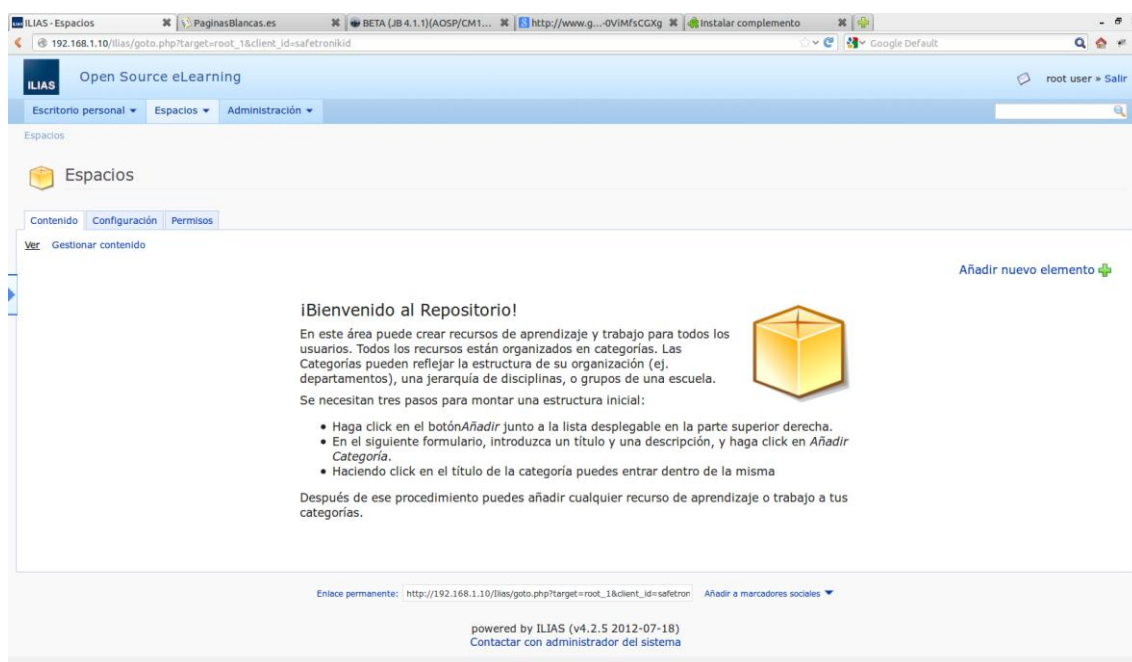 ILIAS - Espacios
PaginasBlancas.es
BETA (JB 4.1.1)(AOSP/CM1...
http://www.g...-0ViMfsCGXg
Instalar complemento
192.168.1.10/Ilias/goto.php?target=root_1&client_id=safetronikid
Google Default
ILIAS
Open Source eLearning
root user » Salir
Escritorio personal
Espacios
Administración
Espacios
Espacios
Contenido
Configuración
Permisos
Ver
Gestionar contenido
Añadir nuevo elemento
¡Bienvenido al Repositorio!
En este área puede crear recursos de aprendizaje y trabajo para todos los
usuarios. Todos los recursos están organizados en categorías. Las
Categorías pueden reflejar la estructura de su organización (ej.
departamentos), una jerarquía de disciplinas, o grupos de una escuela.
Se necesitan tres pasos para montar una estructura inicial:
• Haga click en el botónAñadir junto a la lista desplegable en la parte superior derecha.
• En el siguiente formulario, introduzca un título y una descripción, y haga click en Añadir
Categoría.
• Haciendo click en el título de la categoría puedes entrar dentro de la misma
Después de ese procedimiento puedes añadir cualquier recurso de aprendizaje o trabajo a tus
categorías.
Enlace permanente:
http://192.168.1.10/Ilias/goto.php?target=root_1&client_id=safetron
Añadir a marcadores sociales
powered by ILIAS (v4.2.5 2012-07-18)
Contactar con administrador del sistema